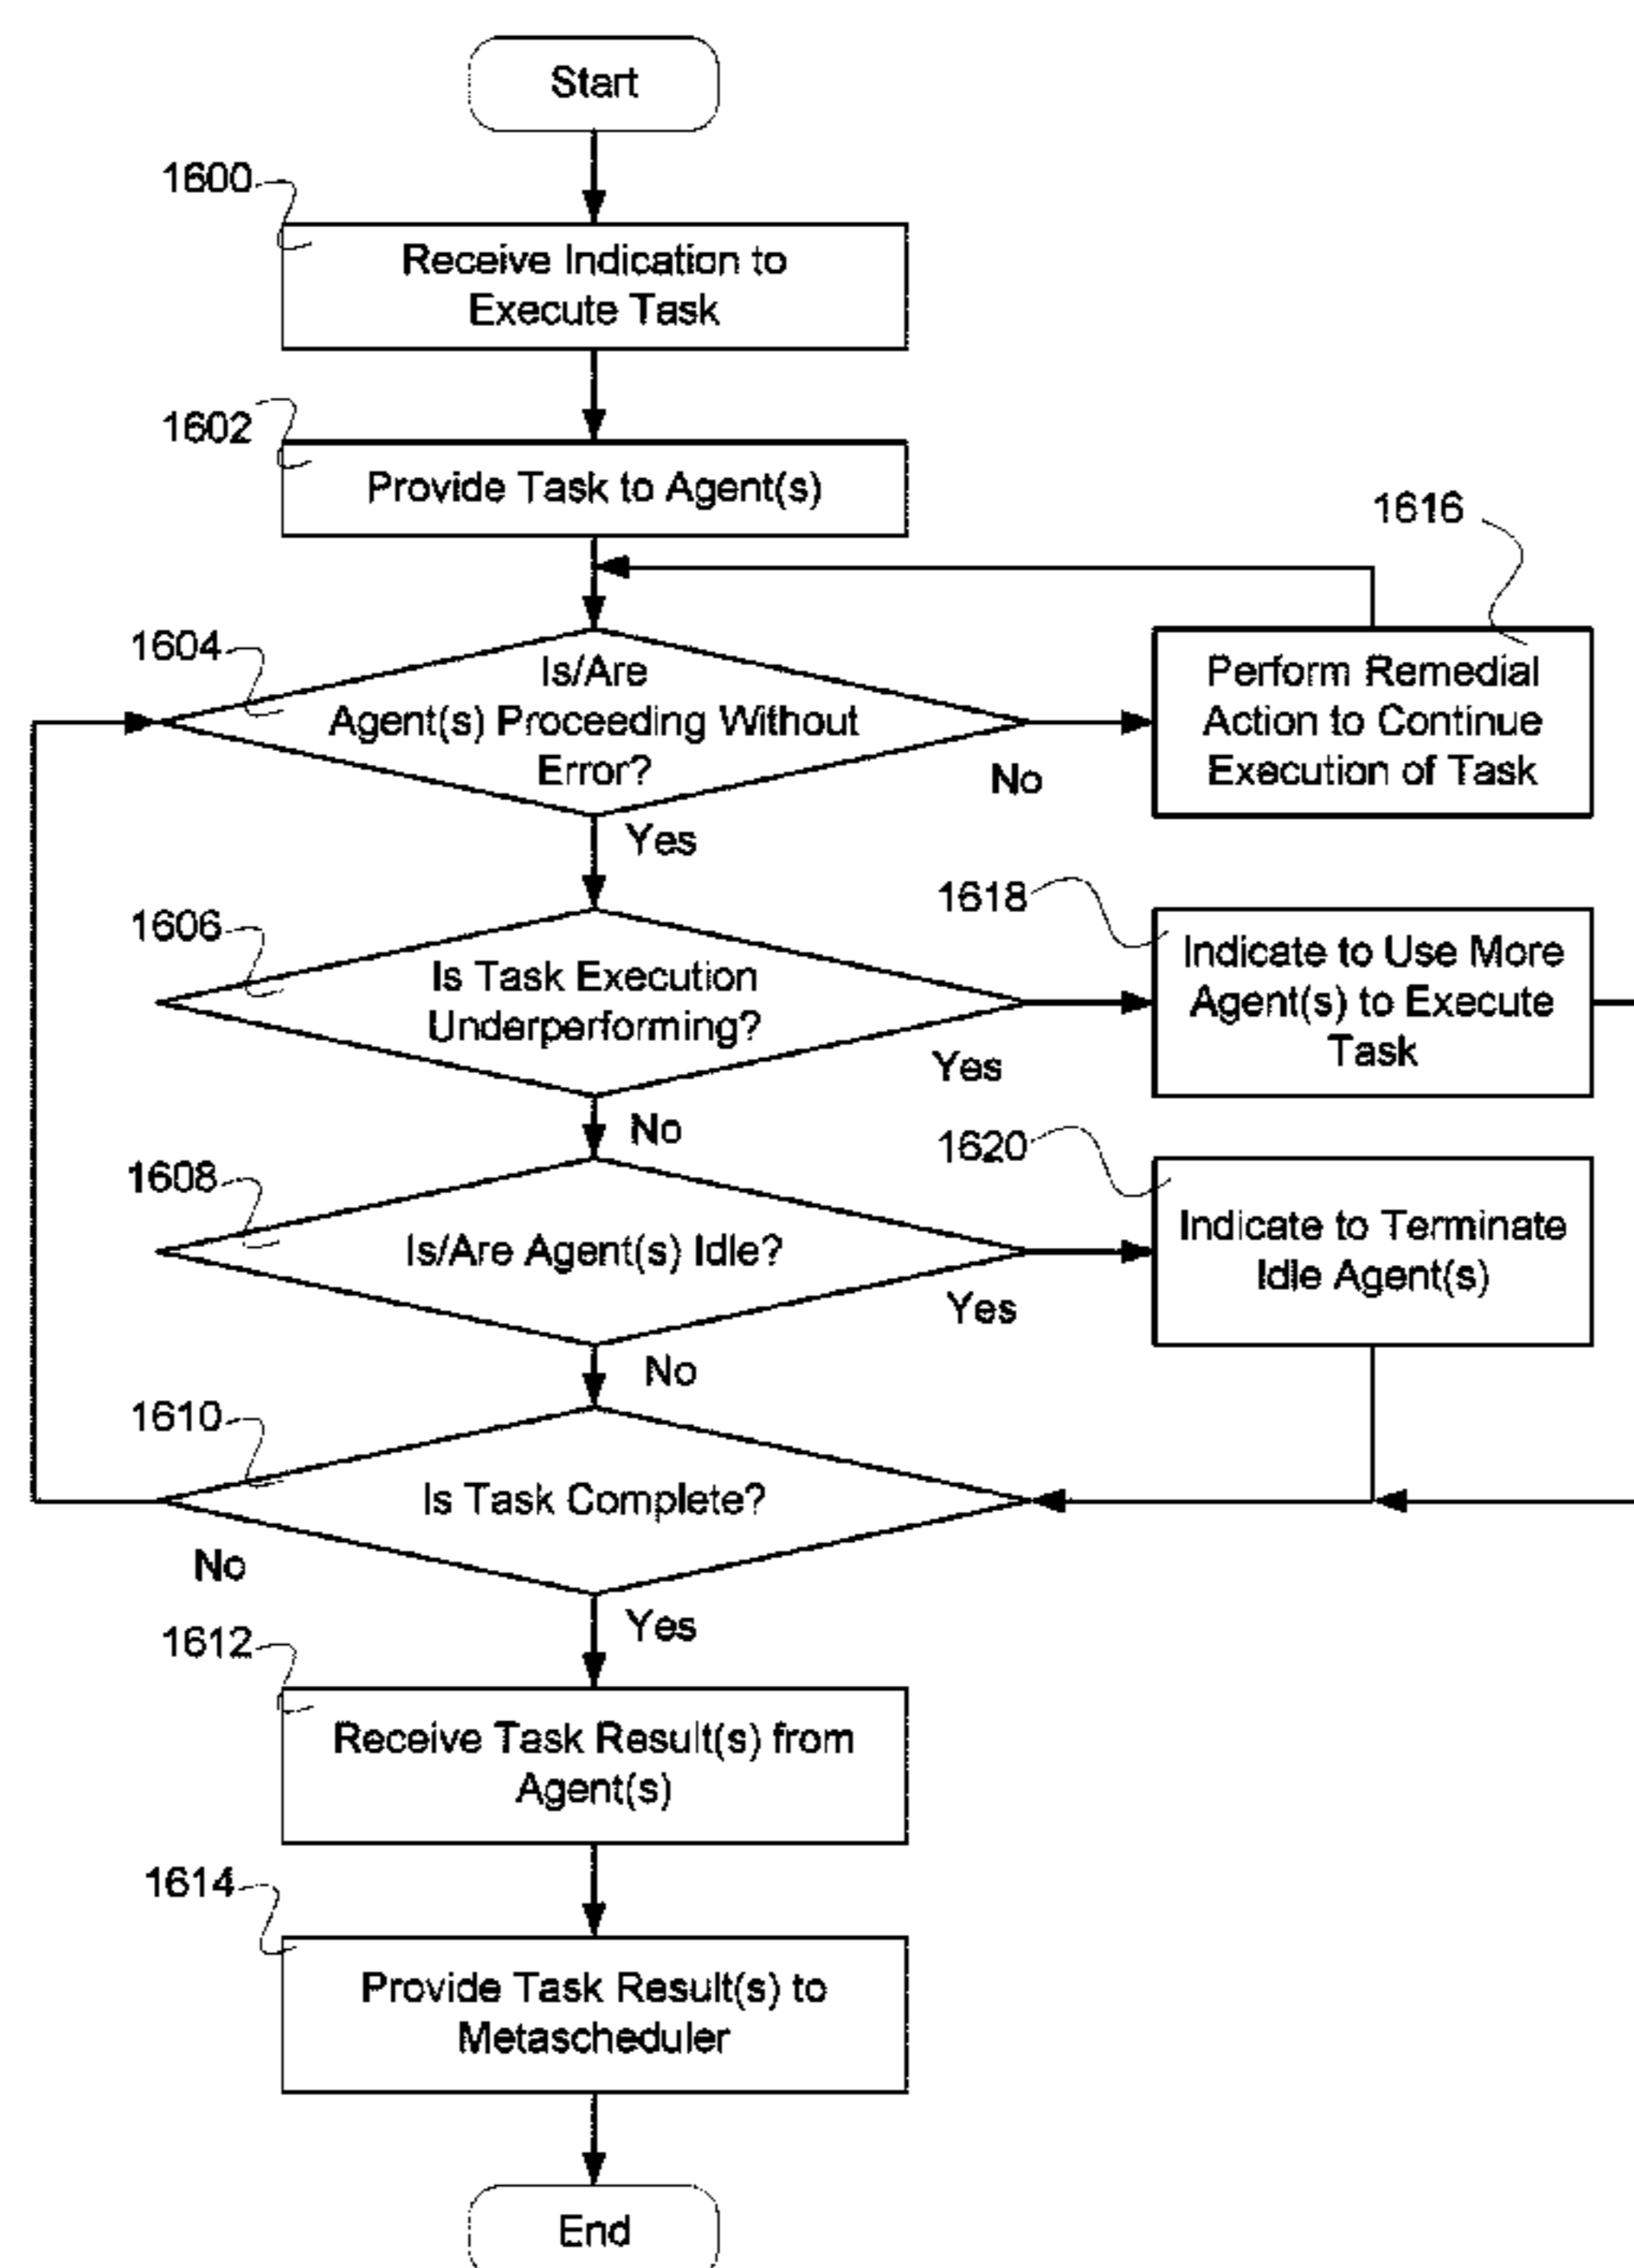 Start
1600
Receive Indication to
Execute Task
1602
Provide Task to Agent(s)
1616
1604
Is/Are
Agent(s) Proceeding Without
Error?
No
Perform Remedial
Action to Continue
Execution of Task
Yes
1606
Is Task Execution
Underperforming?
Yes
1618
Indicate to Use More
Agent(s) to Execute
Task
No
1608
Is/Are Agent(s) Idle?
Yes
1620
Indicate to Terminate
Idle Agent(s)
No
1610
Is Task Complete?
No
Yes
1612
Receive Task Result(s) from
Agent(s)
1614
Provide Task Result(s) to
Metascheduler
End